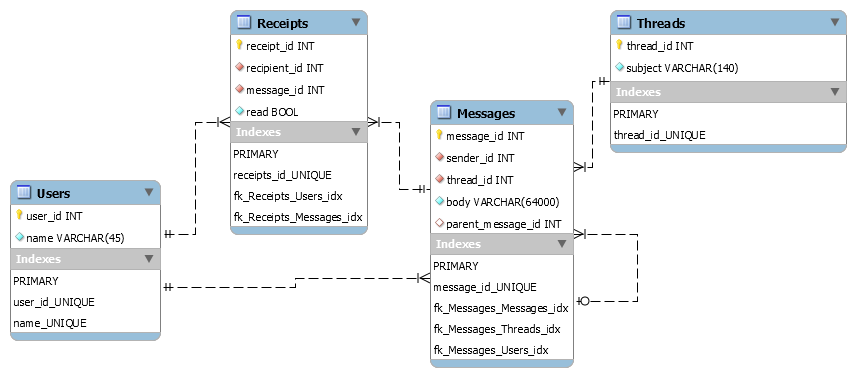 Receipts
receipt_id INT
recipient_id INT
message_id INT
read BOOL
Indexes
PRIMARY
receipts_id_UNIQUE
fk_Receipts_Users_idx
fk_Receipts_Messages_idx
Threads
thread_id INT
subject VARCHAR(140)
Indexes
PRIMARY
thread_id_UNIQUE
Messages
message_id INT
sender_id INT
thread_id INT
body VARCHAR(64000)
parent_message_id INT
Indexes
PRIMARY
message_id_UNIQUE
fk_Messages_Messages_idx
fk_Messages_Threads_idx
fk_Messages_Users_idx
Users
user_id INT
name VARCHAR(45)
Indexes
PRIMARY
user_id_UNIQUE
name_UNIQUE